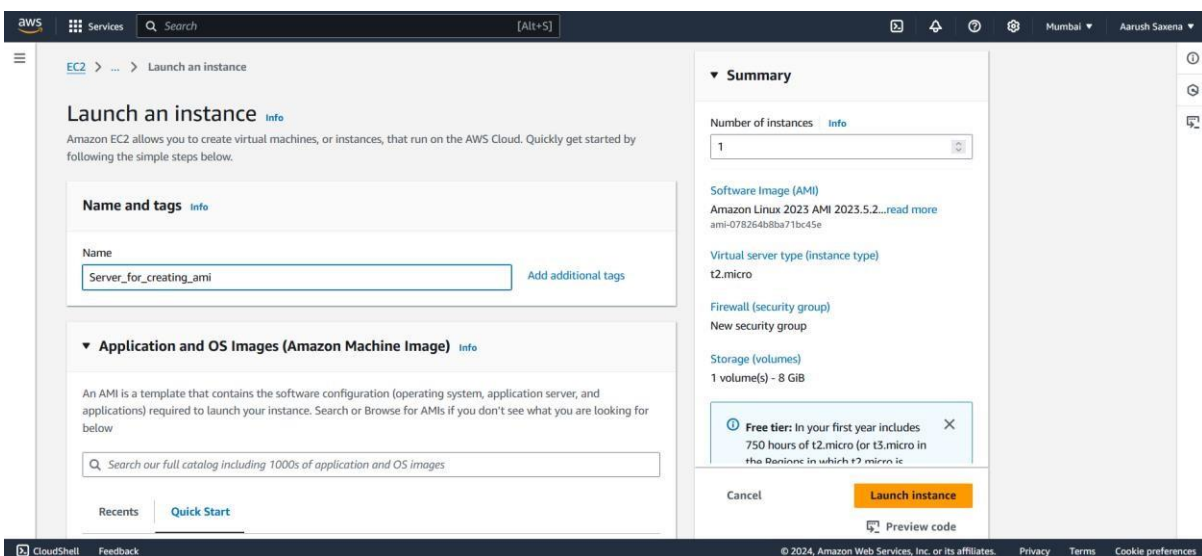 aws
Services
Search
[Alt+S]
Mumbai
Aarush Saxena
EC2 > ... > Launch an instance
Launch an instance Info
Amazon EC2 allows you to create virtual machines, or instances, that run on the AWS Cloud. Quickly get started by
following the simple steps below.
Name and tags Info
Name
Server_for_creating_ami
Add additional tags
Application and OS Images (Amazon Machine Image) Info
An AMI is a template that contains the software configuration (operating system, application server, and
applications) required to launch your instance. Search or Browse for AMIs if you don't see what you are looking for
below
Search our full catalog including 1000s of application and OS images
Recents
Quick Start
Summary
Number of instances Info
1
Software Image (AMI)
Amazon Linux 2023 AMI 2023.5.2...read more
ami-078264b8ba71bc45e
Virtual server type (instance type)
t2.micro
Firewall (security group)
New security group
Storage (volumes)
1 volume(s) - 8 GiB
Free tier: In your first year includes
750 hours of t2.micro (or t3.micro in
the Regions in which t2.micro is
Cancel
Launch instance
Preview code
CloudShell
Feedback
© 2024, Amazon Web Services, Inc. or its affiliates.
Privacy
Terms
Cookie preferences